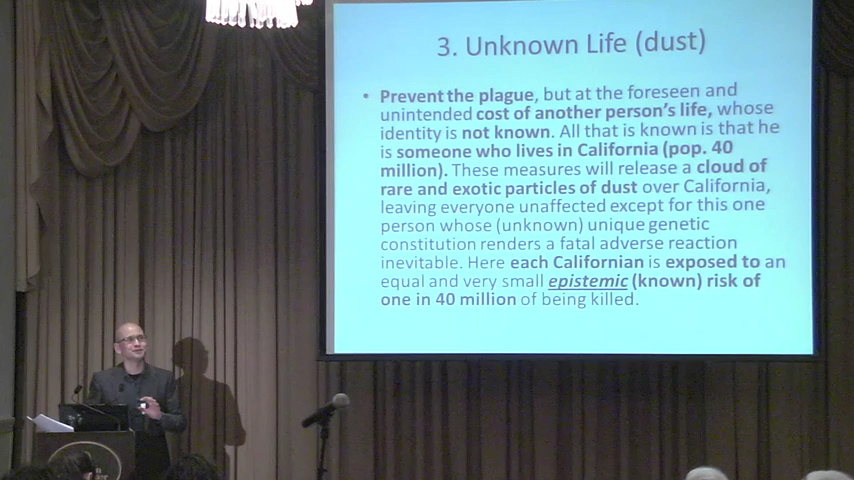 3. Unknown Life (dust)
• Prevent the plague, but at the foreseen and
unintended cost of another person's life, whose
identity is not known. All that is known is that he
is someone who lives in California (pop. 40
million). These measures will release a cloud of
rare and exotic particles of dust over California,
leaving everyone unaffected except for this one
person whose (unknown) unique genetic
constitution renders a fatal adverse reaction
inevitable. Here each Californian is exposed to an
equal and very small epistemic (known) risk of
one in 40 million of being killed.